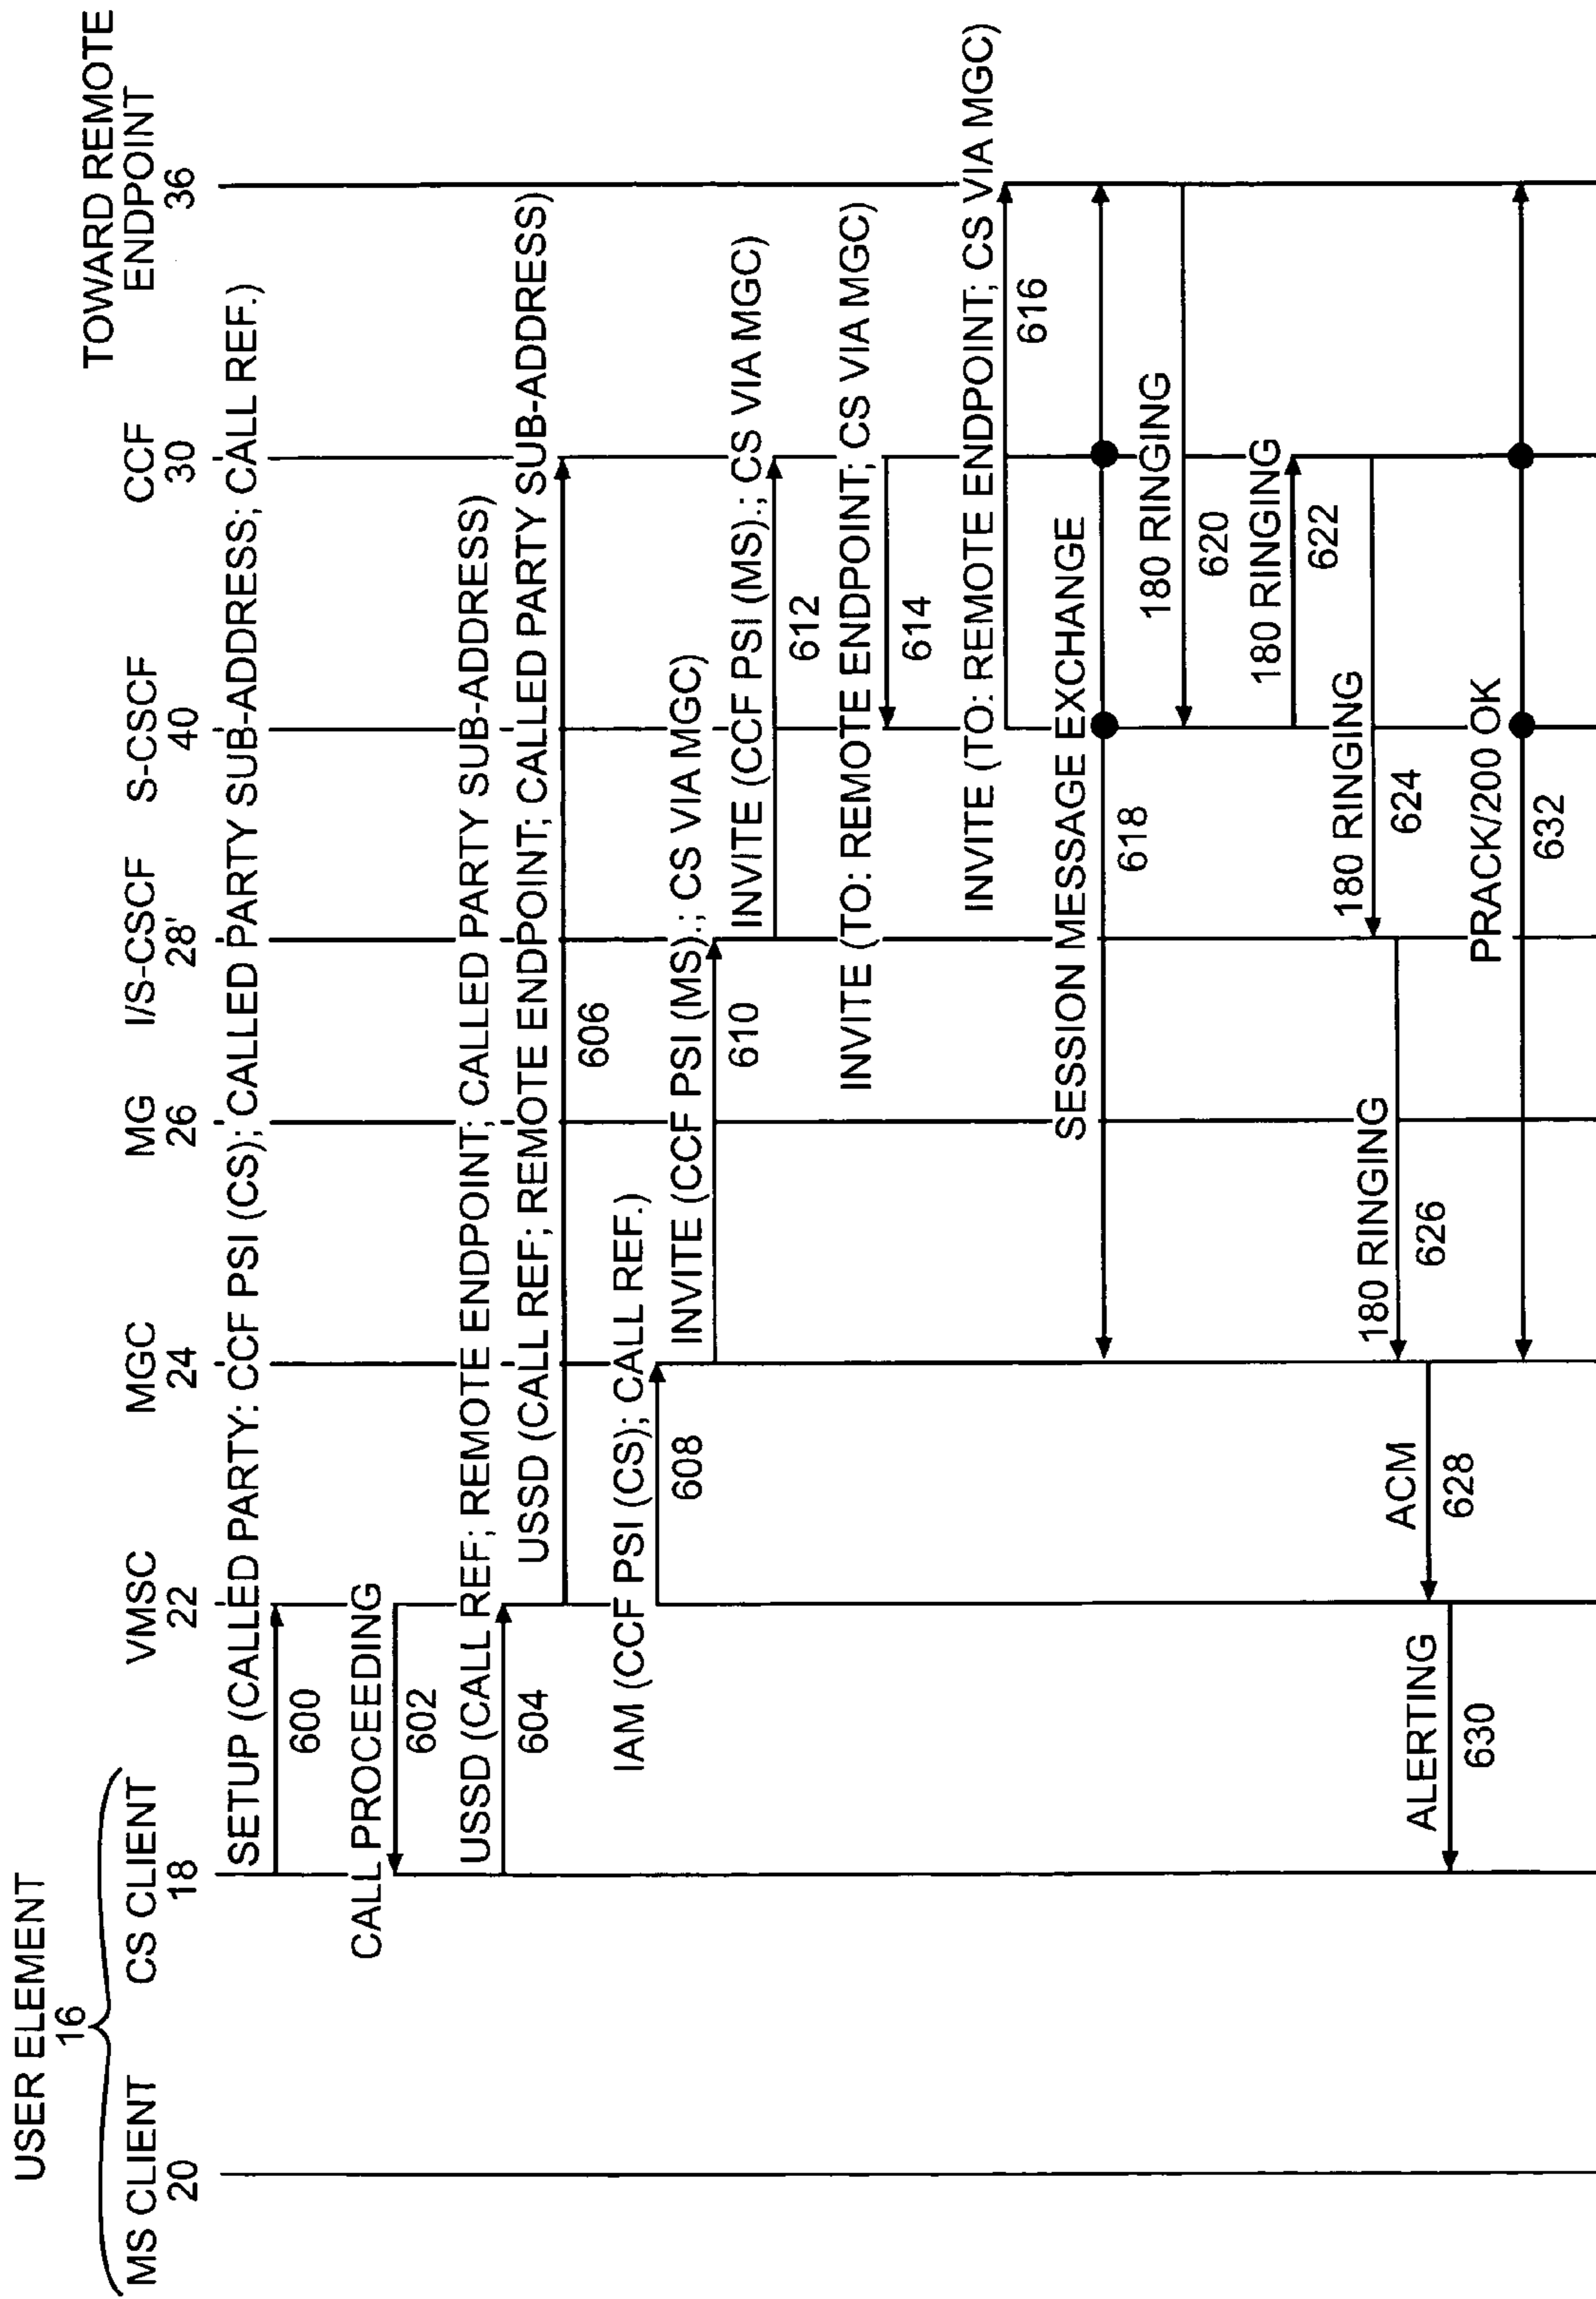 USER ELEMENT
16
TOWARD REMOTE
ENDPOINT
36
MS CLIENT
20
CS CLIENT
18
VMSC
22
MGC
24
MG
26
I/S-CSCF
28'
S-CSCF
40
CCF
30
SETUP (CALLED PARTY: CCF PSI (CS); CALLED PARTY SUB-ADDRESS; CALL REF.)
600
CALL PROCEEDING
602
USSD (CALL REF; REMOTE ENDPOINT; CALLED PARTY SUB-ADDRESS)
604
USSD (CALL REF; REMOTE ENDPOINT; CALLED PARTY SUB-ADDRESS)
606
IAM (CCF PSI (CS); CALL REF.)
608
INVITE (CCF PSI (MS).; CS VIA MGC)
610
INVITE (CCF PSI (MS).; CS VIA MGC)
612
INVITE (TO: REMOTE ENDPOINT; CS VIA MGC)
614
INVITE (TO: REMOTE ENDPOINT; CS VIA MGC)
616
SESSION MESSAGE EXCHANGE
618
180 RINGING
620
180 RINGING
622
180 RINGING
624
180 RINGING
626
ACM
628
ALERTING
630
PRACK/200 OK
632